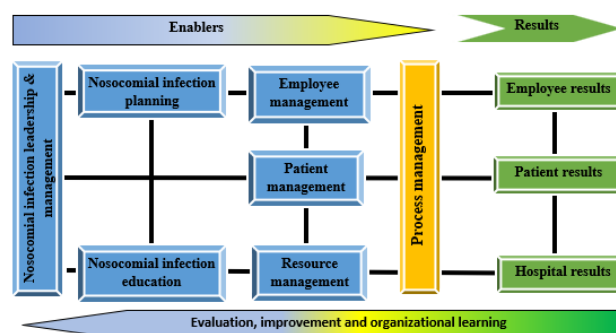 Enablers
Results
Nosocomial infection leadership &
management
Nosocomial infection
planning
Employee
management
Process management
Employee results
Patient
management
Patient results
Nosocomial infection
education
Resource
management
Hospital results
Evaluation, improvement and organizational learning